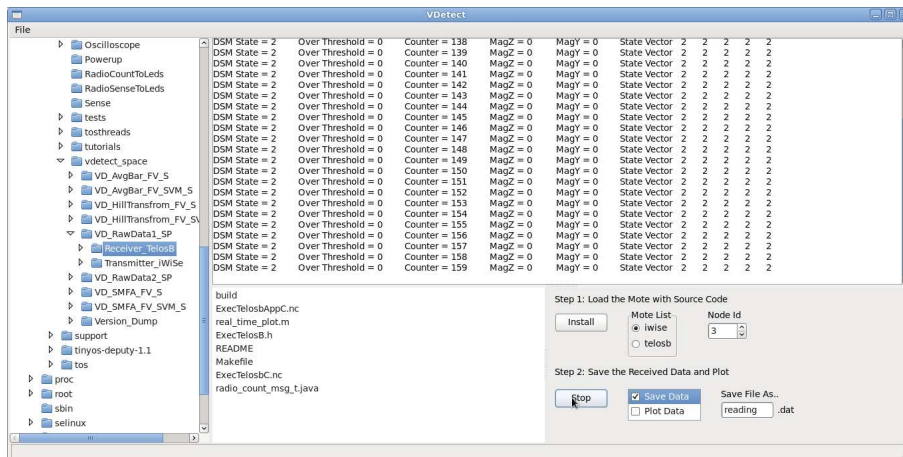 VDetect
File
Oscilloscope
Powerup
RadioCountToLeds
RadioSenseToLeds
Sense
tests
tosthreads
tutorials
vdetect_space
VD_AvgBar_FV_S
VD_AvgBar_FV_SVM_S
VD_HillTransfrom_FV_S
VD_HillTransfrom_FV_SV
VD_RawData1_SP
Receiver_TelosB
Transmitter_iWiSe
VD_RawData2_SP
VD_SMFA_FV_S
VD_SMFA_FV_SVM_S
Version_Dump
support
tinyos-deputy-1.1
tos
proc
root
sbin
selinux
DSM State = 2 Over Threshold = 0 Counter = 138 MagZ = 0 MagY = 0 State Vector 2 2 2 2 2
DSM State = 2 Over Threshold = 0 Counter = 139 MagZ = 0 MagY = 0 State Vector 2 2 2 2 2
DSM State = 2 Over Threshold = 0 Counter = 140 MagZ = 0 MagY = 0 State Vector 2 2 2 2 2
DSM State = 2 Over Threshold = 0 Counter = 141 MagZ = 0 MagY = 0 State Vector 2 2 2 2 2
DSM State = 2 Over Threshold = 0 Counter = 142 MagZ = 0 MagY = 0 State Vector 2 2 2 2 2
DSM State = 2 Over Threshold = 0 Counter = 143 MagZ = 0 MagY = 0 State Vector 2 2 2 2 2
DSM State = 2 Over Threshold = 0 Counter = 144 MagZ = 0 MagY = 0 State Vector 2 2 2 2 2
DSM State = 2 Over Threshold = 0 Counter = 145 MagZ = 0 MagY = 0 State Vector 2 2 2 2 2
DSM State = 2 Over Threshold = 0 Counter = 146 MagZ = 0 MagY = 0 State Vector 2 2 2 2 2
DSM State = 2 Over Threshold = 0 Counter = 147 MagZ = 0 MagY = 0 State Vector 2 2 2 2 2
DSM State = 2 Over Threshold = 0 Counter = 148 MagZ = 0 MagY = 0 State Vector 2 2 2 2 2
DSM State = 2 Over Threshold = 0 Counter = 149 MagZ = 0 MagY = 0 State Vector 2 2 2 2 2
DSM State = 2 Over Threshold = 0 Counter = 150 MagZ = 0 MagY = 0 State Vector 2 2 2 2 2
DSM State = 2 Over Threshold = 0 Counter = 151 MagZ = 0 MagY = 0 State Vector 2 2 2 2 2
DSM State = 2 Over Threshold = 0 Counter = 152 MagZ = 0 MagY = 0 State Vector 2 2 2 2 2
DSM State = 2 Over Threshold = 0 Counter = 153 MagZ = 0 MagY = 0 State Vector 2 2 2 2 2
DSM State = 2 Over Threshold = 0 Counter = 154 MagZ = 0 MagY = 0 State Vector 2 2 2 2 2
DSM State = 2 Over Threshold = 0 Counter = 155 MagZ = 0 MagY = 0 State Vector 2 2 2 2 2
DSM State = 2 Over Threshold = 0 Counter = 156 MagZ = 0 MagY = 0 State Vector 2 2 2 2 2
DSM State = 2 Over Threshold = 0 Counter = 157 MagZ = 0 MagY = 0 State Vector 2 2 2 2 2
DSM State = 2 Over Threshold = 0 Counter = 158 MagZ = 0 MagY = 0 State Vector 2 2 2 2 2
DSM State = 2 Over Threshold = 0 Counter = 159 MagZ = 0 MagY = 0 State Vector 2 2 2 2 2
build
ExecTelosbAppC.nc
real_time_plot.m
ExecTelosB.h
README
Makefile
ExecTelosbC.nc
radio_count_msg_t.java
Step 1: Load the Mote with Source Code
Install
Mote List
iwise
telosb
Node Id
3
Step 2: Save the Received Data and Plot
Stop
Save Data
Plot Data
Save File As..
reading .dat